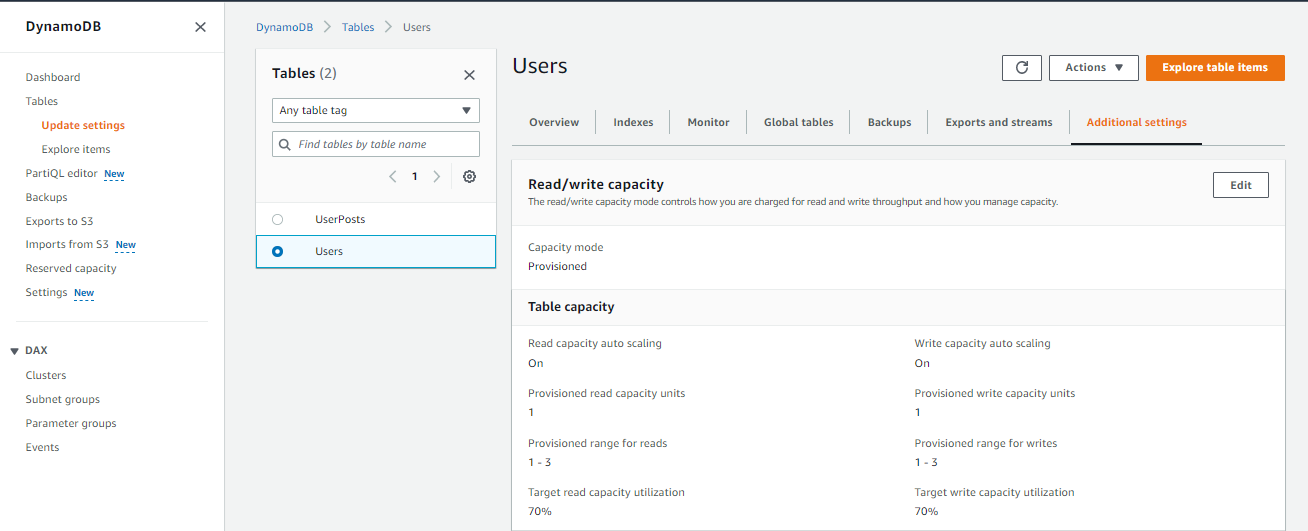 DynamoDB
Dashboard
Tables
Update settings
Explore items
PartiQL editor New
Backups
Exports to S3
Imports from S3 New
Reserved capacity
Settings New
DAX
Clusters
Subnet groups
Parameter groups
Events
DynamoDB Tables Users
Tables (2)
Any table tag
Find tables by table name
1
UserPosts
Users
Users
Actions
Explore table items
Overview Indexes Monitor Global tables Backups Exports and streams Additional settings
Read/write capacity
Edit
The read/write capacity mode controls how you are charged for read and write throughput and how you manage capacity.
Capacity mode
Provisioned
Table capacity
Read capacity auto scaling
On
Provisioned read capacity units
1
Provisioned range for reads
1 - 3
Target read capacity utilization
70%
Write capacity auto scaling
On
Provisioned write capacity units
1
Provisioned range for writes
1 - 3
Target write capacity utilization
70%